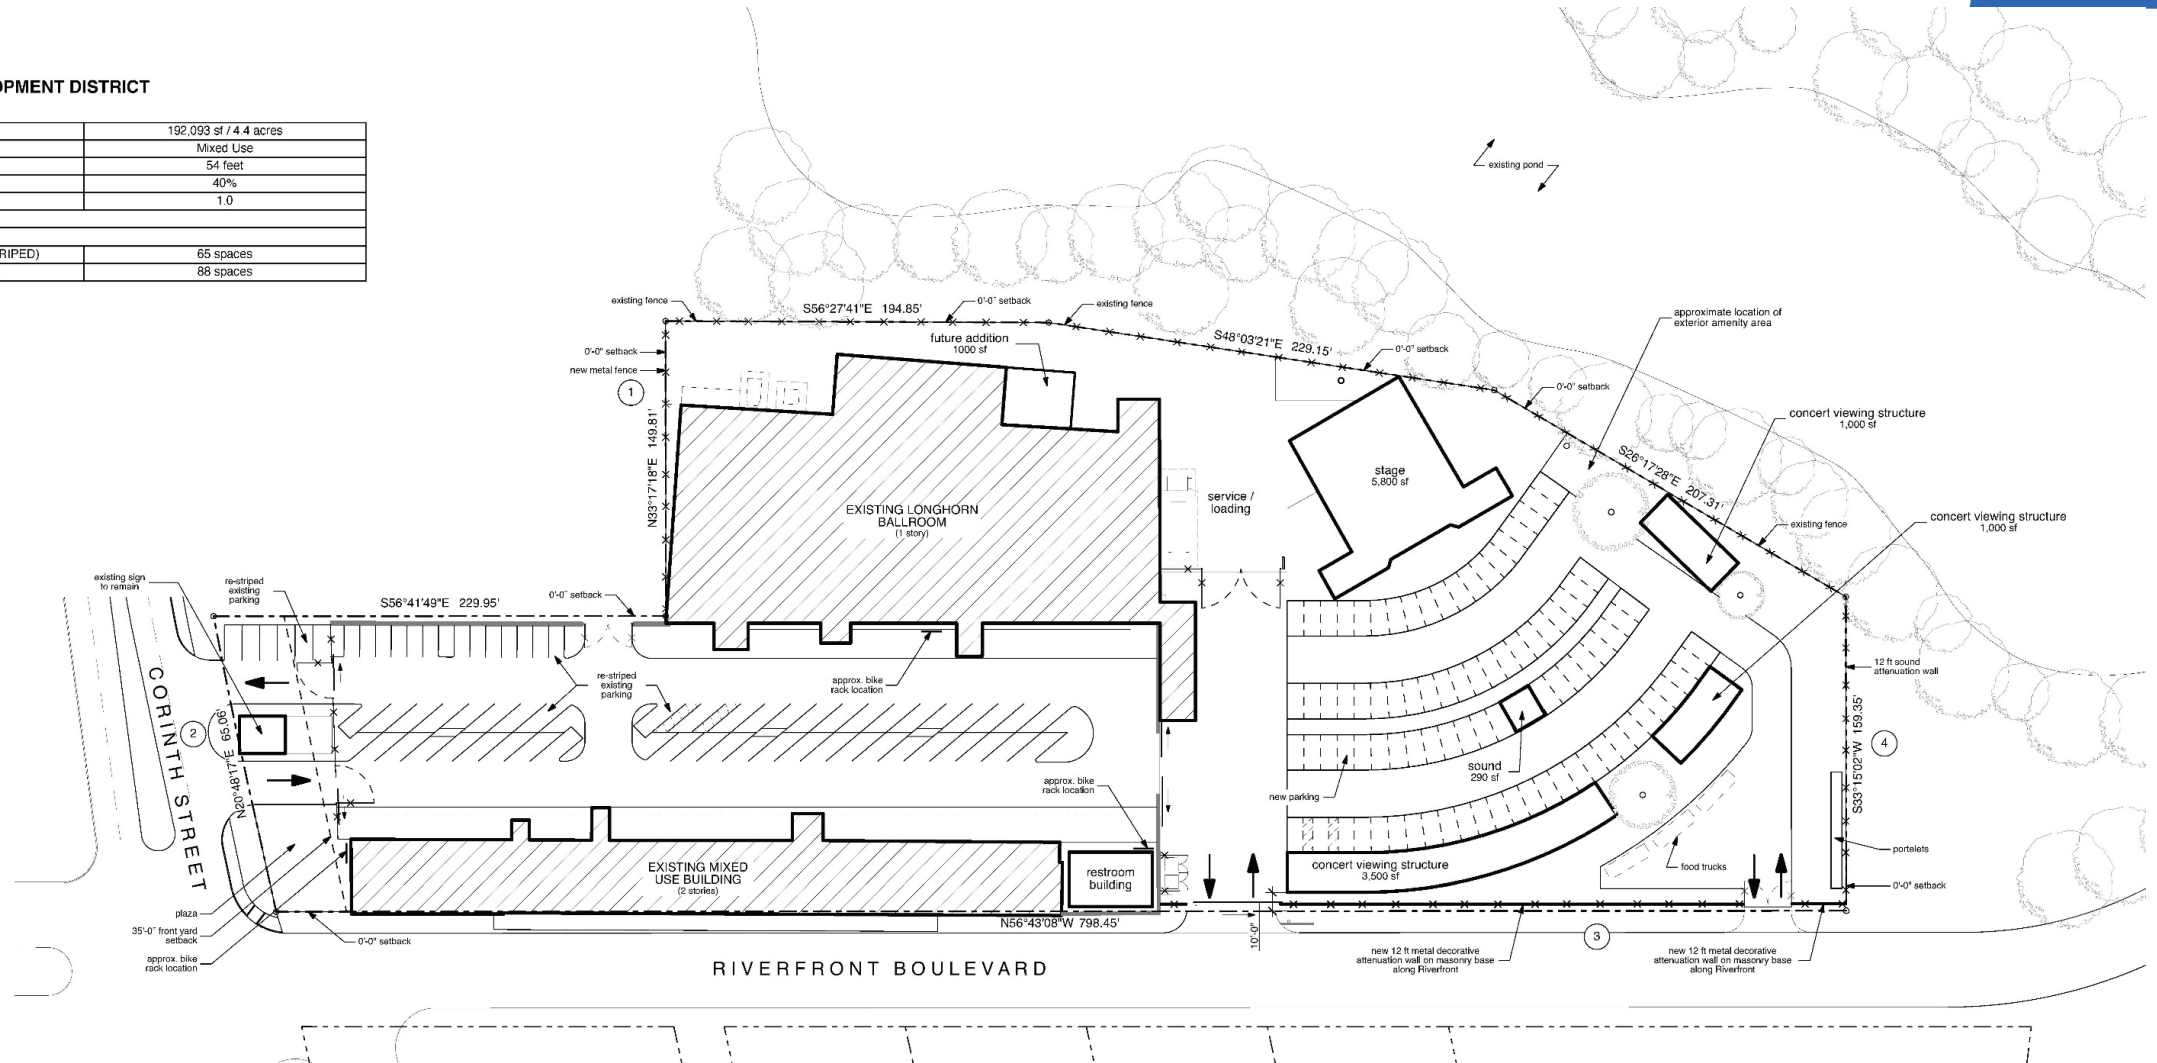 OPMENT DISTRICT
192,093 sf / 4.4 acres
Mixed Use
54 feet
40%
1.0
RIPED) 65 spaces
88 spaces
existing pond
existing fence
S56°27'41"E 194.85'
0'-0" setback
existing fence
approximate location of
exterior amenity area
future addition
1000 sf
S48°03'21"E 229.15'
0'-0" setback
0'-0" setback
new metal fence
1
0'-0" setback
concert viewing structure
1,000 sf
N33°17'18"E 149.81'
S26°17'28"E 207.31'
stage
5,800 sf
service /
loading
EXISTING LONGHORN
BALLROOM
(1 story)
existing fence
concert viewing structure
1,000 sf
existing sign
to remain
re-striped
existing
parking
S56°41'49"E 229.95'
0'-0" setback
12 ft sound
attenuation wall
CORINTH STREET
re-striped
existing
parking
approx. bike
rack location
2
N20°48'17"E 65.06'
4
S33°15'02"W 159.35'
sound
290 sf
approx. bike
rack location
new parking
EXISTING MIXED
USE BUILDING
(2 stories)
restroom
building
concert viewing structure
3,500 sf
food trucks
portelets
0'-0" setback
plaza
35'-0" front yard
setback
approx. bike
rack location
0'-0" setback
N56°43'08"W 798.45'
10'-0"
3
new 12 ft metal decorative
attenuation wall on masonry base
along Riverfront
new 12 ft metal decorative
attenuation wall on masonry base
along Riverfront
RIVERFRONT BOULEVARD